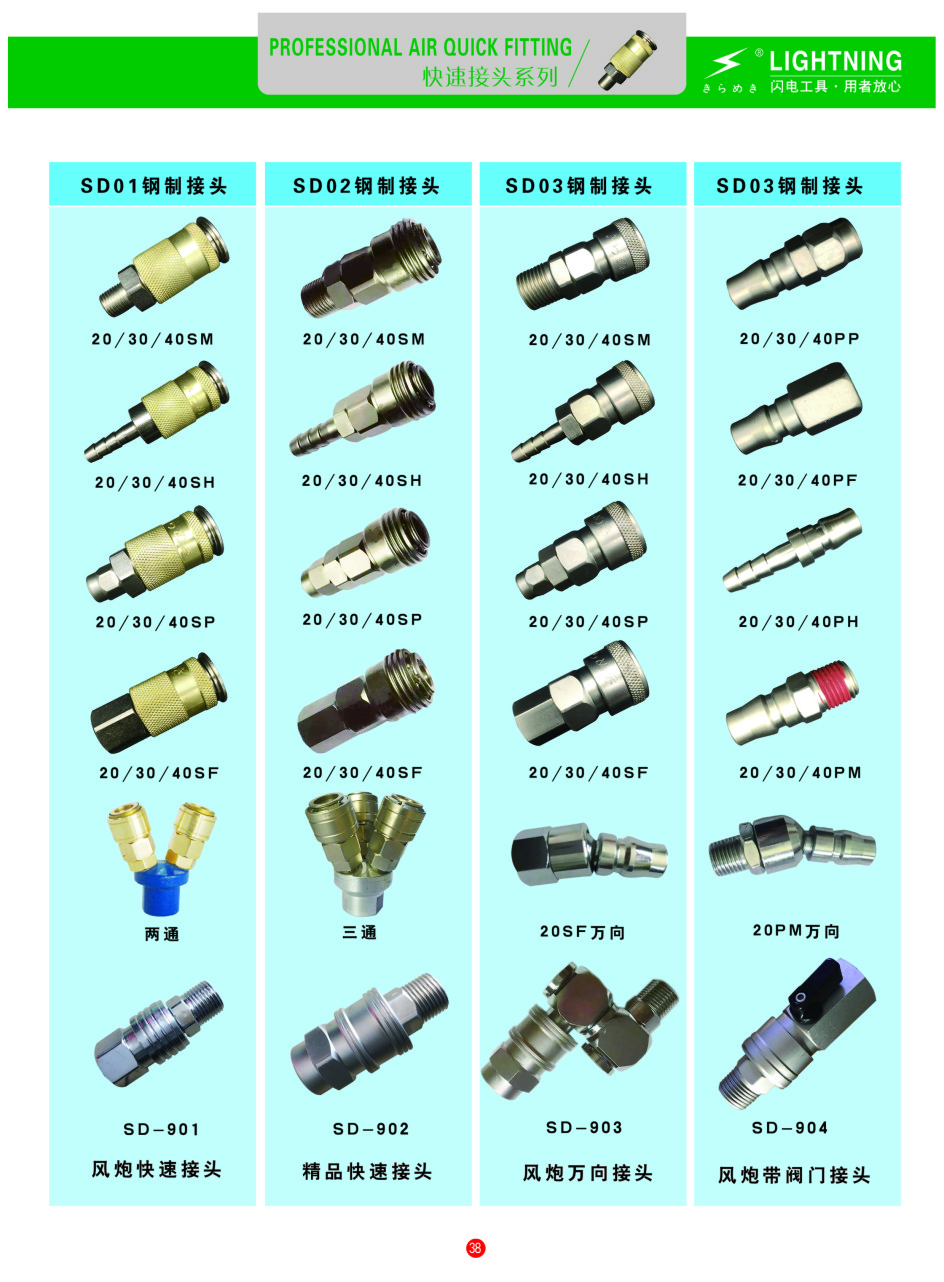 PROFESSIONAL AIR QUICK FITTING
快速接头系列
® LIGHTNING
きらめき 闪电工具·用者放心
SD01钢制接头
SD02钢制接头
SD03钢制接头
SD03钢制接头
20/30/40SM
20/30/40SM
20/30/40SM
20/30/40PP
20/30/40SH
20/30/40SH
20/30/40SH
20/30/40PF
20/30/40SP
20/30/40SP
20/30/40SP
20/30/40PH
20/30/40SF
20/30/40SF
20/30/40SF
20/30/40PM
两通
三通
20SF万向
20PM万向
SD-901
SD-902
SD-903
SD-904
风炮快速接头
精品快速接头
风炮万向接头
风炮带阀门接头
38